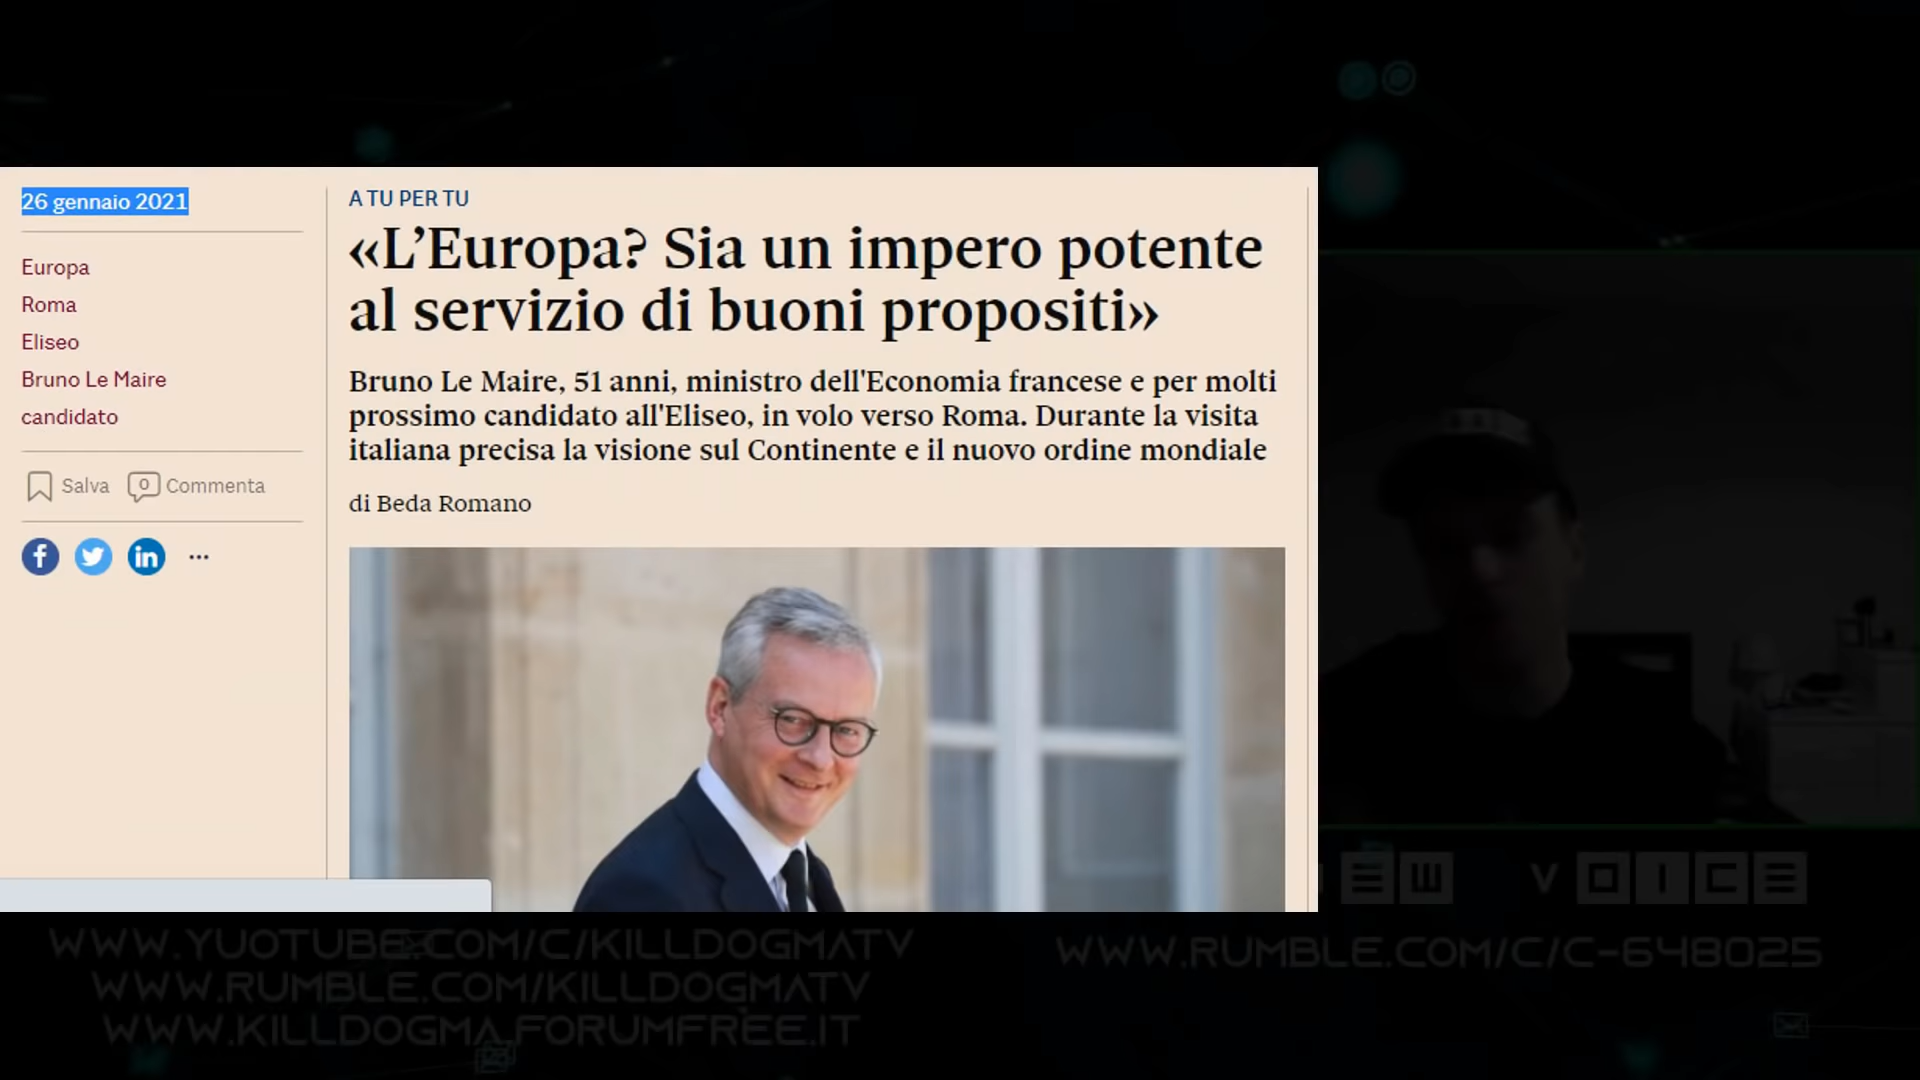 26 gennaio 2021
Europa
Roma
Eliseo
Bruno Le Maire
candidato
Salva 0 Commenta
A TU PER TU
«L'Europa? Sia un impero potente
al servizio di buoni propositi»
Bruno Le Maire, 51 anni, ministro dell'Economia francese e per molti
prossimo candidato all'Eliseo, in volo verso Roma. Durante la visita
italiana precisa la visione sul Continente e il nuovo ordine mondiale
di Beda Romano
EW VOICE
WWW.YUOTUBE.COM/C/KILLDOGMATV
WWW.RUMBLE.COM/KILLDOGMATV
WWW.KILLDOGMA.FORUMFREE.IT
WWW.RUMBLE.COM/C/C-648025